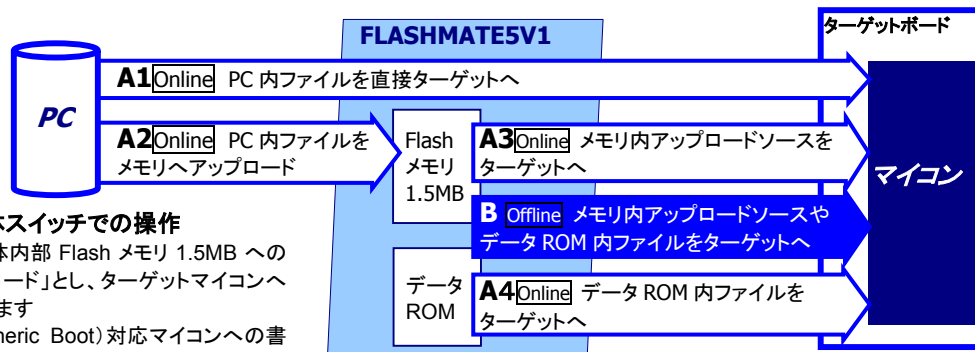 FLASHMATE5V1
ターゲットボード
A1 Online PC 内ファイルを直接ターゲットへ
PC
A2 Online PC 内ファイルを
メモリへアップロード
Flash
メモリ
1.5MB
A3 Online メモリ内アップロードソースを
ターゲットへ
マイコン
B Offline メモリ内アップロードソースや
データ ROM 内ファイルをターゲットへ
データ
ROM
A4 Online データ ROM 内ファイルを
ターゲットへ
スイッチでの操作
内部 Flash メモリ 1.5MB への
ード」とし、ターゲットマイコンへ
ます
neric Boot)対応マイコンへの書